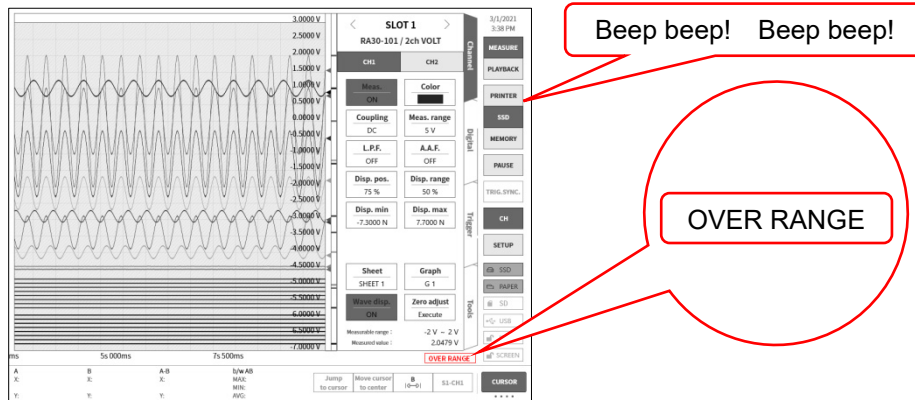 3.0000 V
2.5000 V
2.0000 V
1.5000 V
1.0000 V
0.5000 V
0.0000 V
-0.5000 V
-1.0000 V
-1.5000 V
-2.0000 V
-2.5000 V
-3.0000 V
-3.5000 V
-4.0000 V
-4.5000 V
-5.0000 V
-5.5000 V
-6.0000 V
-6.5000 V
-7.0000 V
ms 5s000ms 7s500ms
SLOT 1
RA30-101 / 2ch VOLT
CH1 CH2
Meas.
ON
Color
Coupling
DC
Meas. range
5 V
L.P.F.
OFF
A.A.F.
OFF
Disp. pos.
75 %
Disp. range
50 %
Disp. min
-7.3000 N
Disp. max
7.7000 N
Sheet
SHEET 1
Graph
G 1
Wave disp.
ON
Zero adjust
Execute
Measurable range : -2 V ~ 2 V
Measured value : 2.0479 V
OVER RANGE
Channel
Digital
Trigger
Tools
3/1/2021
3:38 PM
MEASURE
PLAYBACK
PRINTER
SSD
MEMORY
PAUSE
TRIG.SYNC.
CH
SETUP
SSD
PAPER
SD
USB
SCREEN
A B A-B b/w AB
X: X: X: MAX:
MIN:
Y: Y: Y: AVG:
Jump
to cursor
Move cursor
to center
B
S1-CH1
CURSOR
Beep beep! Beep beep!
OVER RANGE